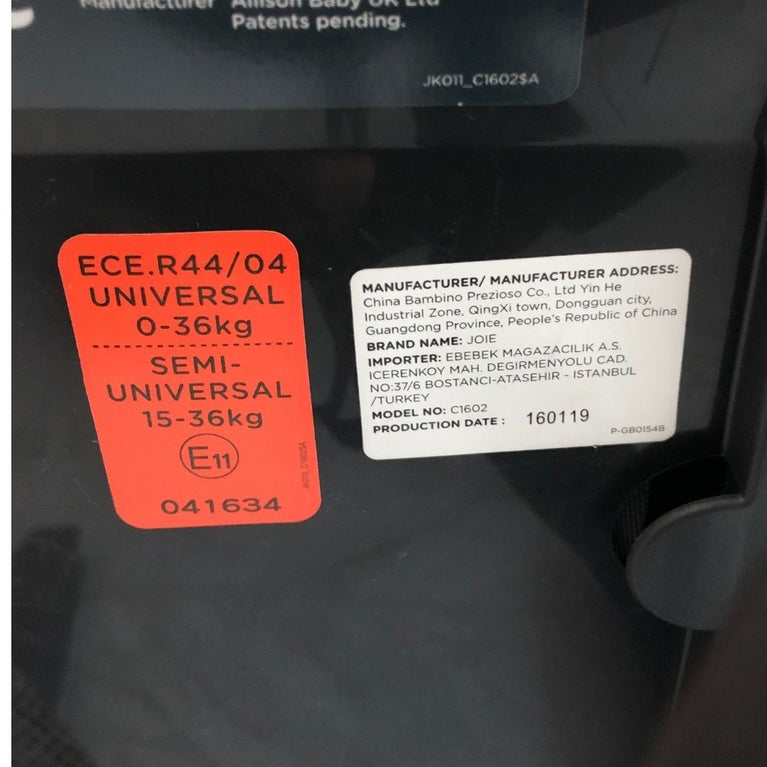 Manufacturer Allison Baby UK Ltd
Patents pending.
JK011_C1602$A
ECE.R44/04
UNIVERSAL
0-36kg
SEMI-
UNIVERSAL
15-36kg
E11
041634
MANUFACTURER/ MANUFACTURER ADDRESS:
China Bambino Prezioso Co., Ltd Yin He
Industrial Zone, QingXi town, Dongguan city,
Guangdong Province, People's Republic of China
BRAND NAME: JOIE
IMPORTER: EBEBEK MAGAZACILIK A.S.
ICERENKOY MAH. DEGIRMENYOLU CAD.
NO:37/6 BOSTANCI-ATASEHIR - ISTANBUL
/TURKEY
MODEL NO: C1602
PRODUCTION DATE : 160119
P-GB0154B